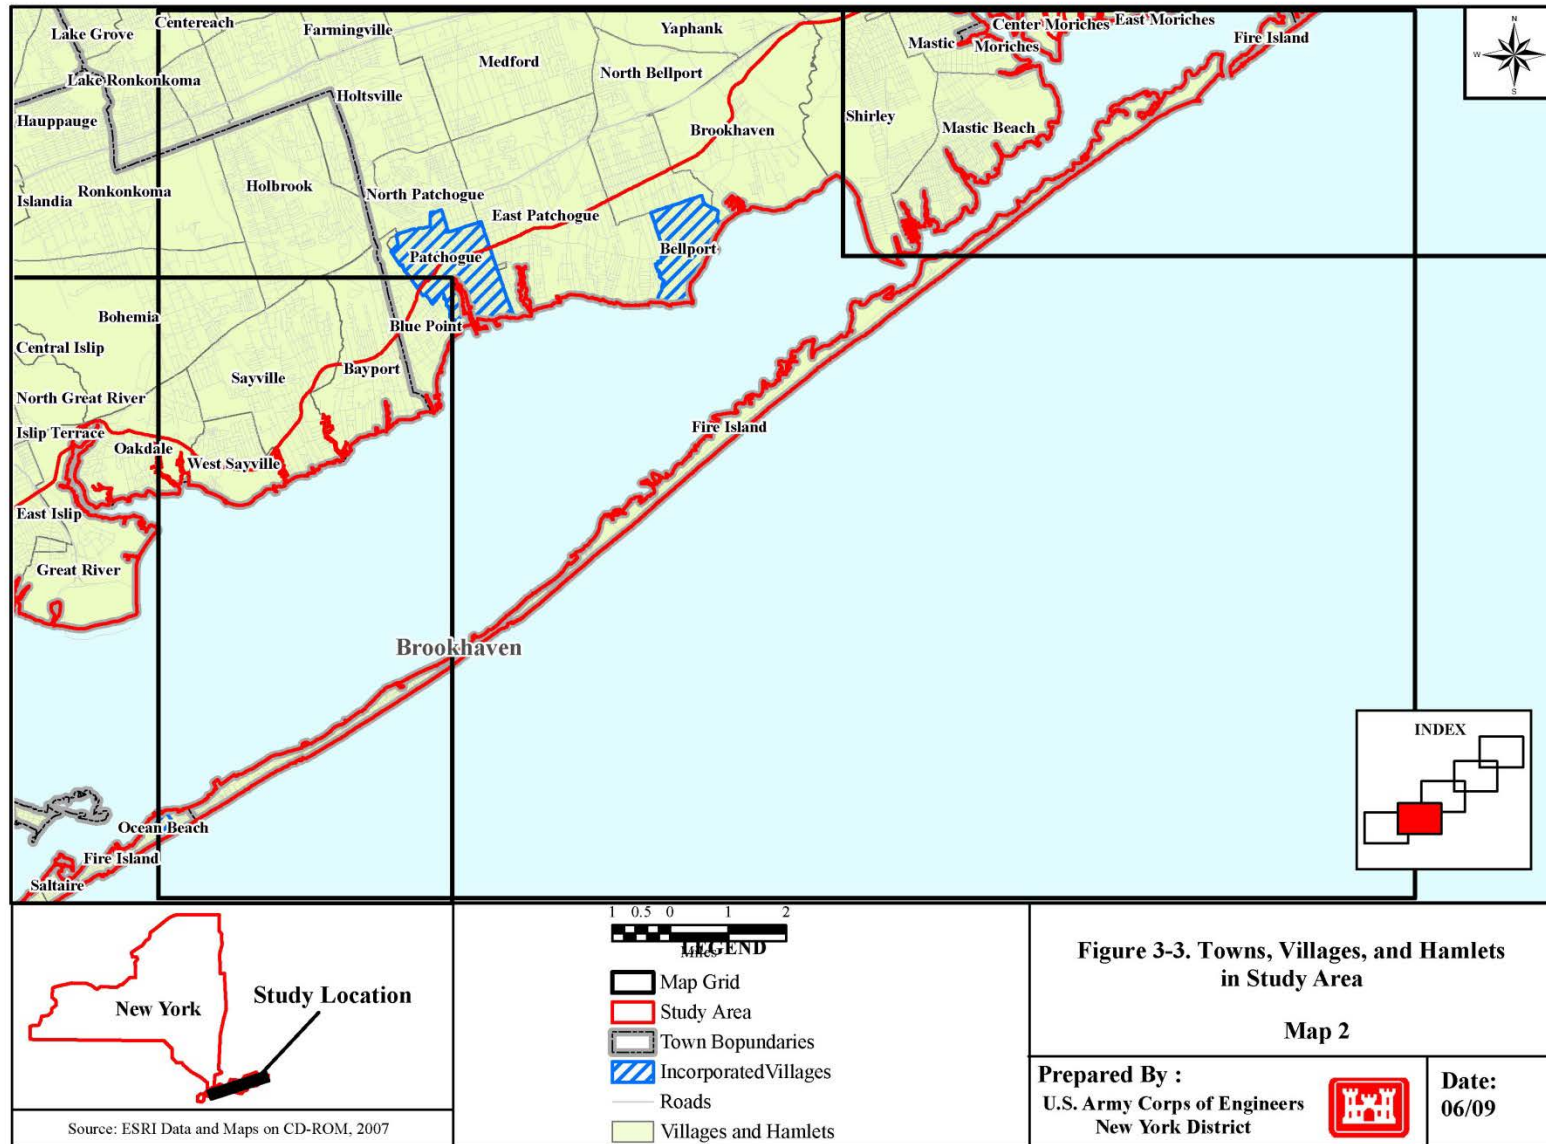 Centereach
Lake Grove
Farmingville
Yaphank
Center Moriches
East Moriches
Mastic
Moriches
Fire Island
N
W
E
S
Medford
North Bellport
Lake Ronkonkoma
Holtsville
Hauppauge
Shirley
Brookhaven
Mastic Beach
Islandia
Ronkonkoma
Holbrook
North Patchogue
East Patchogue
Patchogue
Bellport
Bohemia
Blue Point
Central Islip
Sayville
Bayport
North Great River
Islip Terrace
Oakdale
West Sayville
Fire Island
East Islip
Great River
Brookhaven
INDEX
Ocean Beach
Fire Island
Saltaire
New York
Study Location
Source: ESRI Data and Maps on CD-ROM, 2007
1 0.5 0 1 2
Miles
LEGEND
Map Grid
Study Area
Town Bopundaries
IncorporatedVillages
Roads
Villages and Hamlets
Figure 3-3. Towns, Villages, and Hamlets
in Study Area
Map 2
Prepared By :
U.S. Army Corps of Engineers
New York District
Date:
06/09